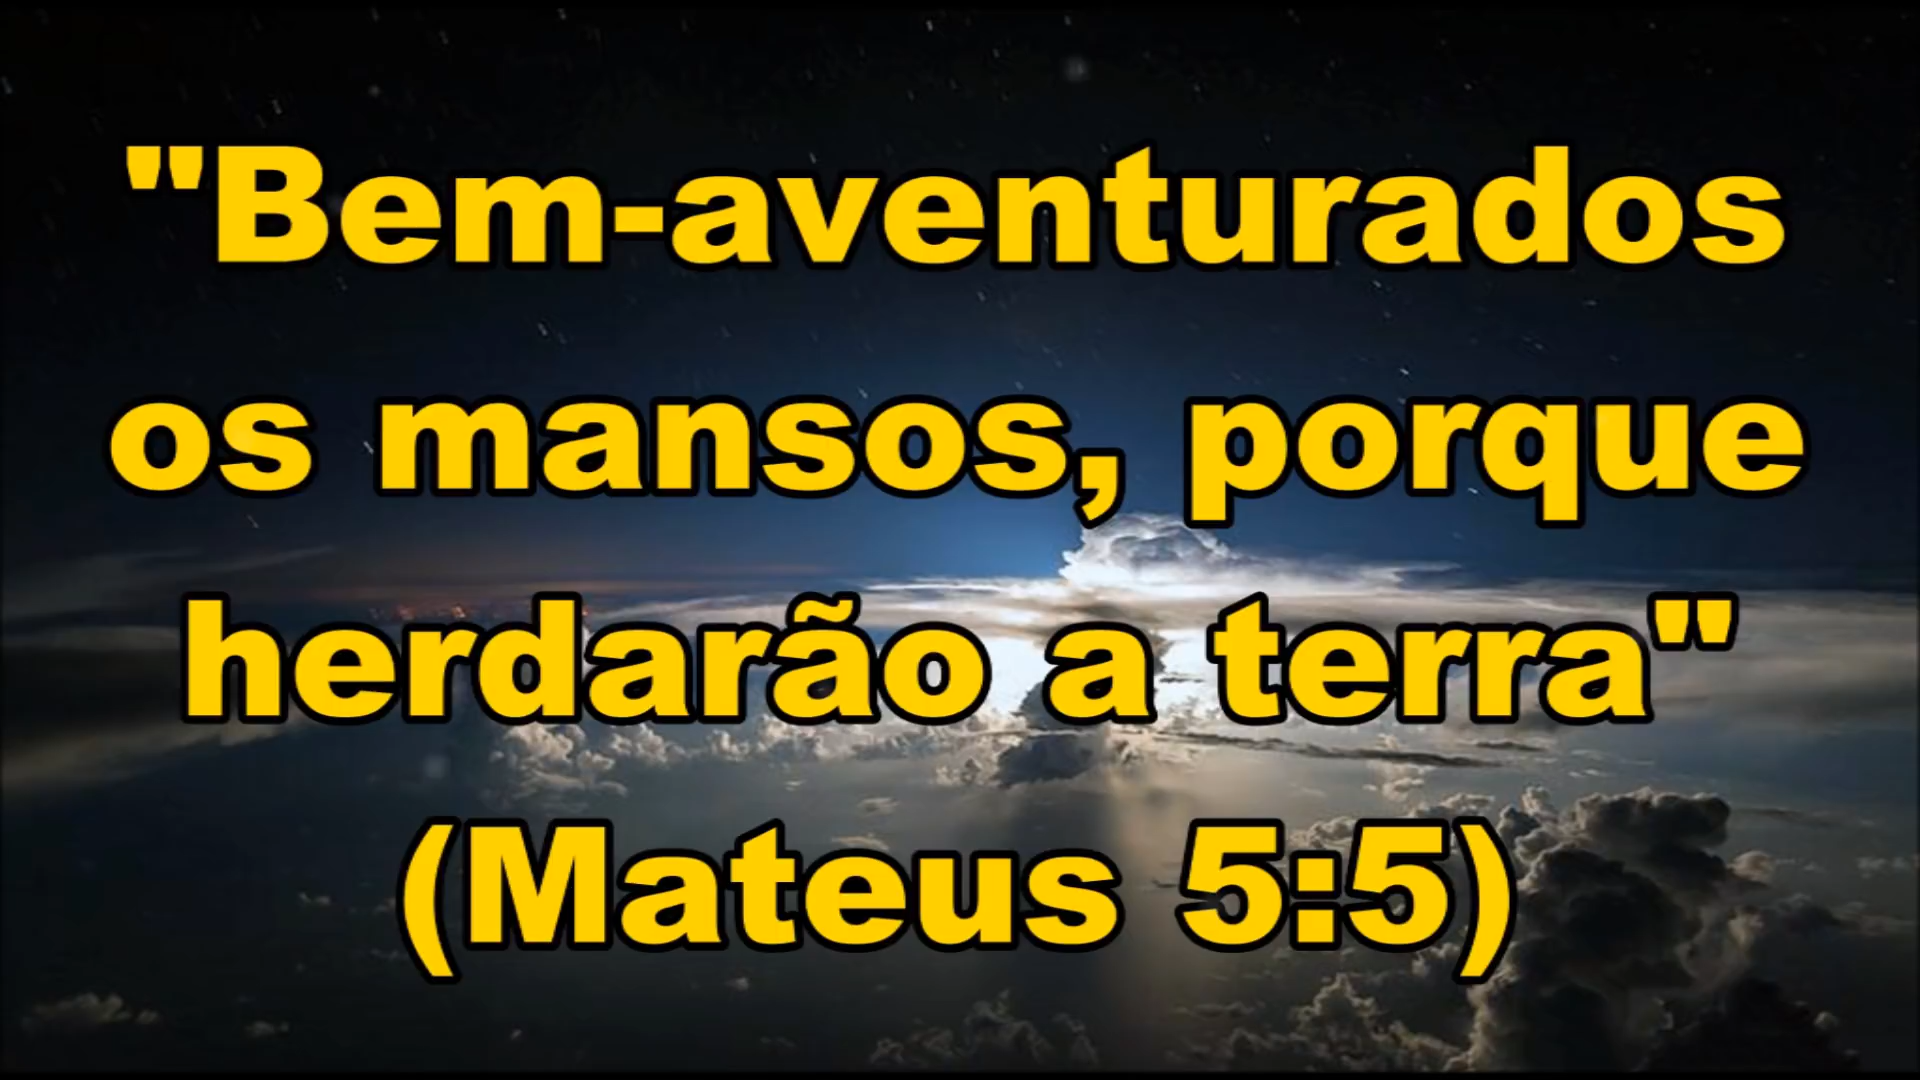 "Bem-aventurados
os mansos, porque
herdarão a terra"
(Mateus 5:5)